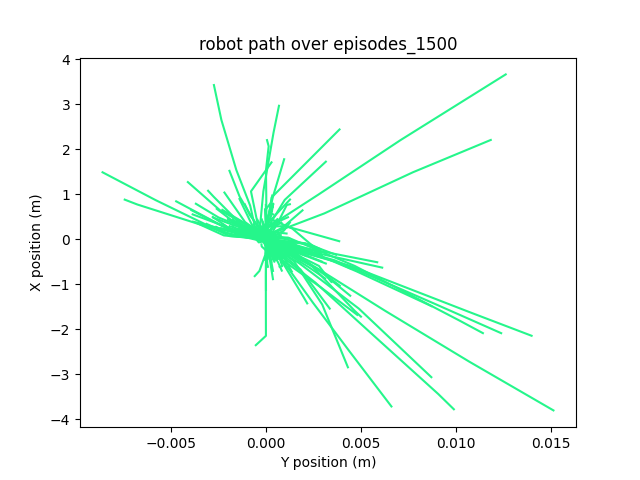 robot path over episodes_1500
4
3
2
1
0
−1
−2
−3
−4
X position (m)
−0.005 0.000 0.005 0.010 0.015
Y position (m)